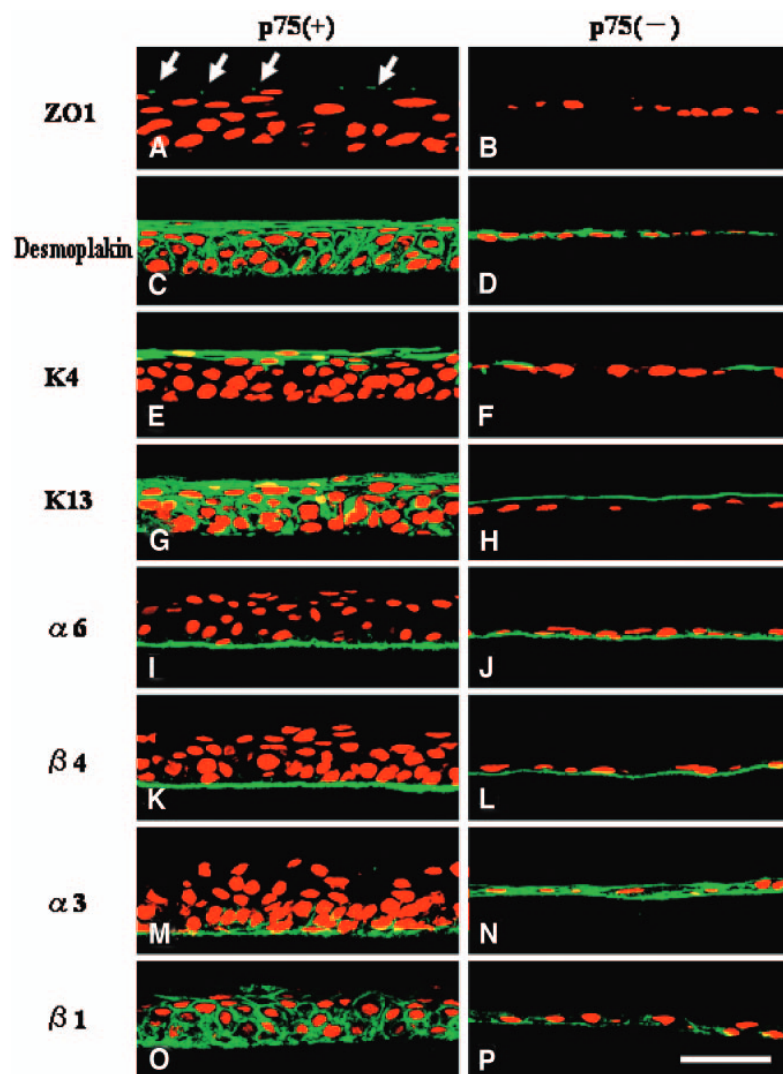 p75(+) p75(−)
ZO1
A B
Desmoplakin
C D
K4
E F
K13
G H
α6
I J
β4
K L
α3
M N
β1
O P